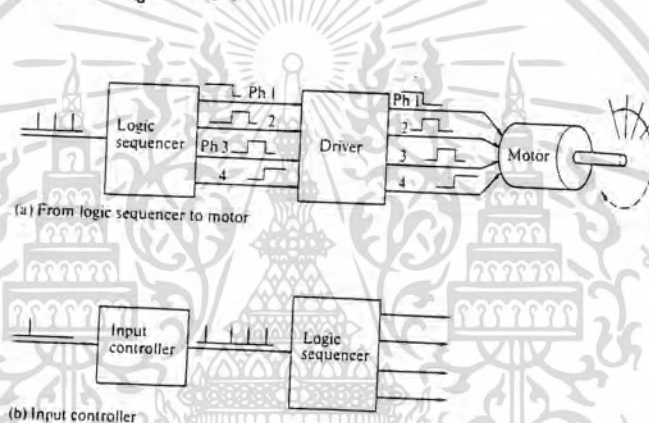 Ph 1
2
Ph 3
4
Logic
sequencer
Driver
Ph 1
2
3
4
Motor
(a) From logic sequencer to motor
Input
controller
Logic
sequencer
(b) Input controller